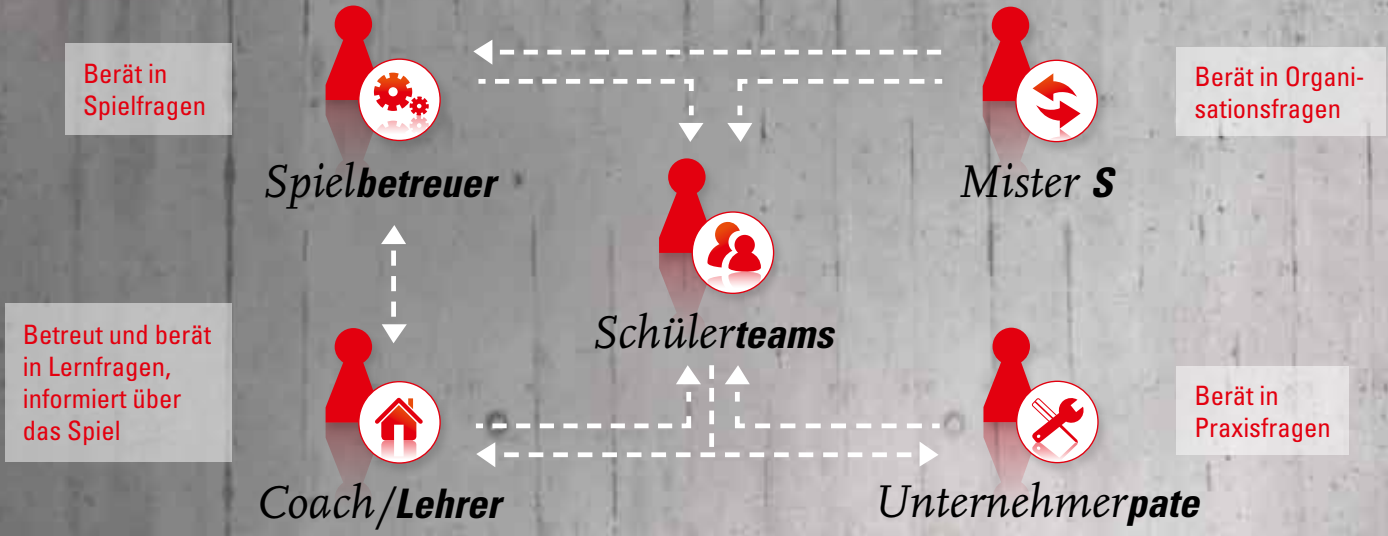 Berät in
Spielfragen
Berät in Organi-
sationsfragen
Spielbetreuer
Mister S
Schülerteams
Betreut und berät
in Lernfragen,
informiert über
das Spiel
Berät in
Praxisfragen
Coach/Lehrer
Unternehmerpate